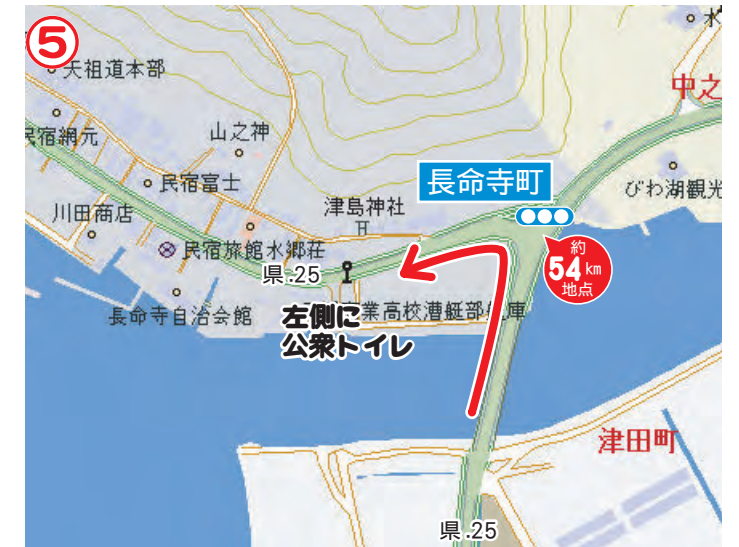 ⑤
水
天祖道本部
中之
民宿網元
山之神
民宿富士
長命寺町
びわ湖観光
川田商店
津島神社
民宿旅館水郷荘
約
54km
地点
県.25
左側に
公衆トイレ
業高校漕艇部
庫
長命寺自治会館
津田町
県.25